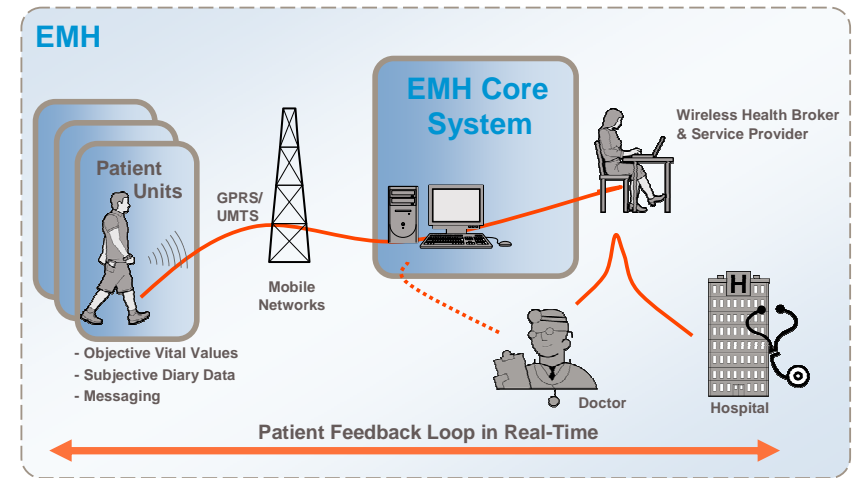 EMH
EMH Core
System
Wireless Health Broker
& Service Provider
Patient
Units
GPRS/
UMTS
Mobile
Networks
- Objective Vital Values
- Subjective Diary Data
- Messaging
H
Doctor
Hospital
Patient Feedback Loop in Real-Time